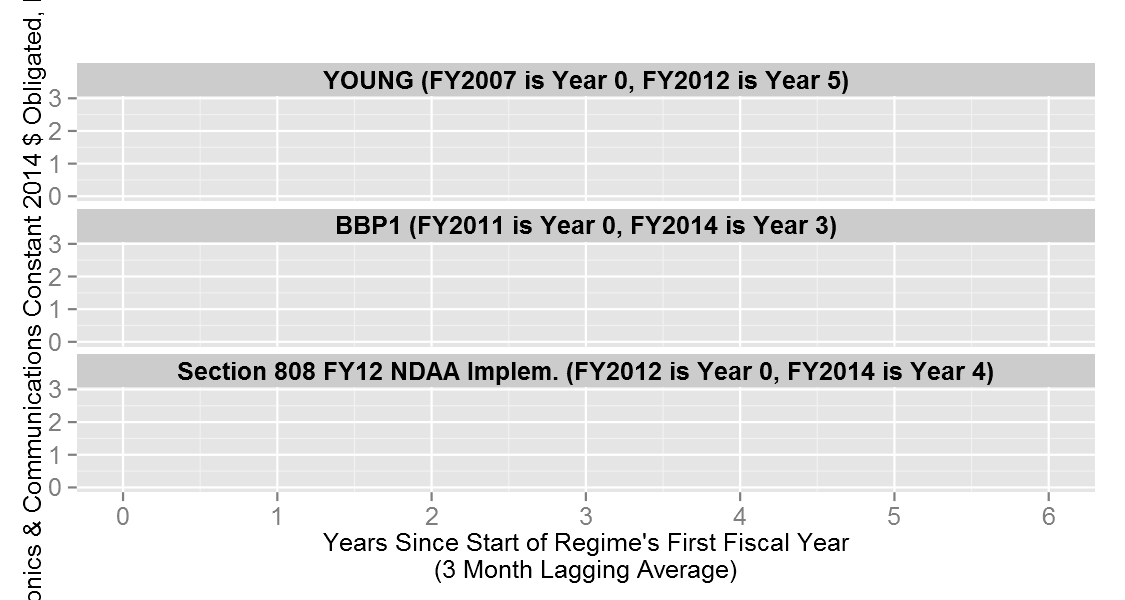 onics & Communications Constant 2014 $ Obligated,
YOUNG (FY2007 is Year 0, FY2012 is Year 5)
3
2
1
0
BBP1 (FY2011 is Year 0, FY2014 is Year 3)
3
2
1
0
Section 808 FY12 NDAA Implem. (FY2012 is Year 0, FY2014 is Year 4)
3
2
1
0
0 1 2 3 4 5 6
Years Since Start of Regime's First Fiscal Year
(3 Month Lagging Average)